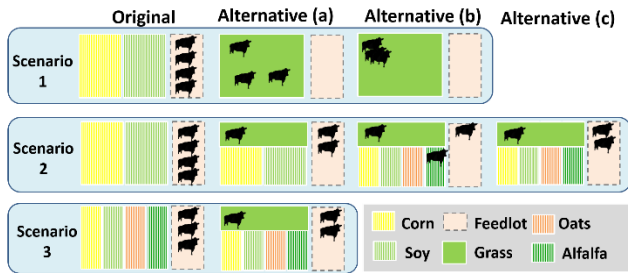 Original Alternative (a) Alternative (b) Alternative (c)
Scenario
1
Scenario
2
Scenario
3
Corn Feedlot Oats
Soy Grass Alfalfa